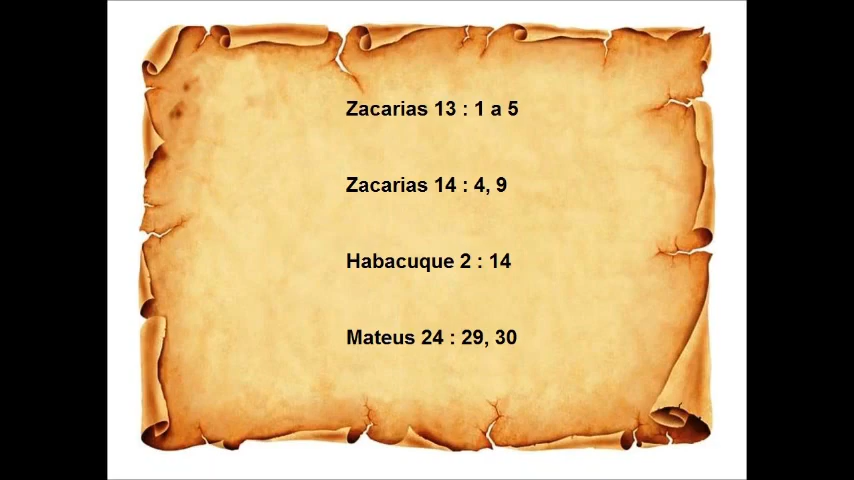 Zacarias 13 : 1 a 5
Zacarias 14 : 4, 9
Habacuque 2 : 14
Mateus 24 : 29, 30